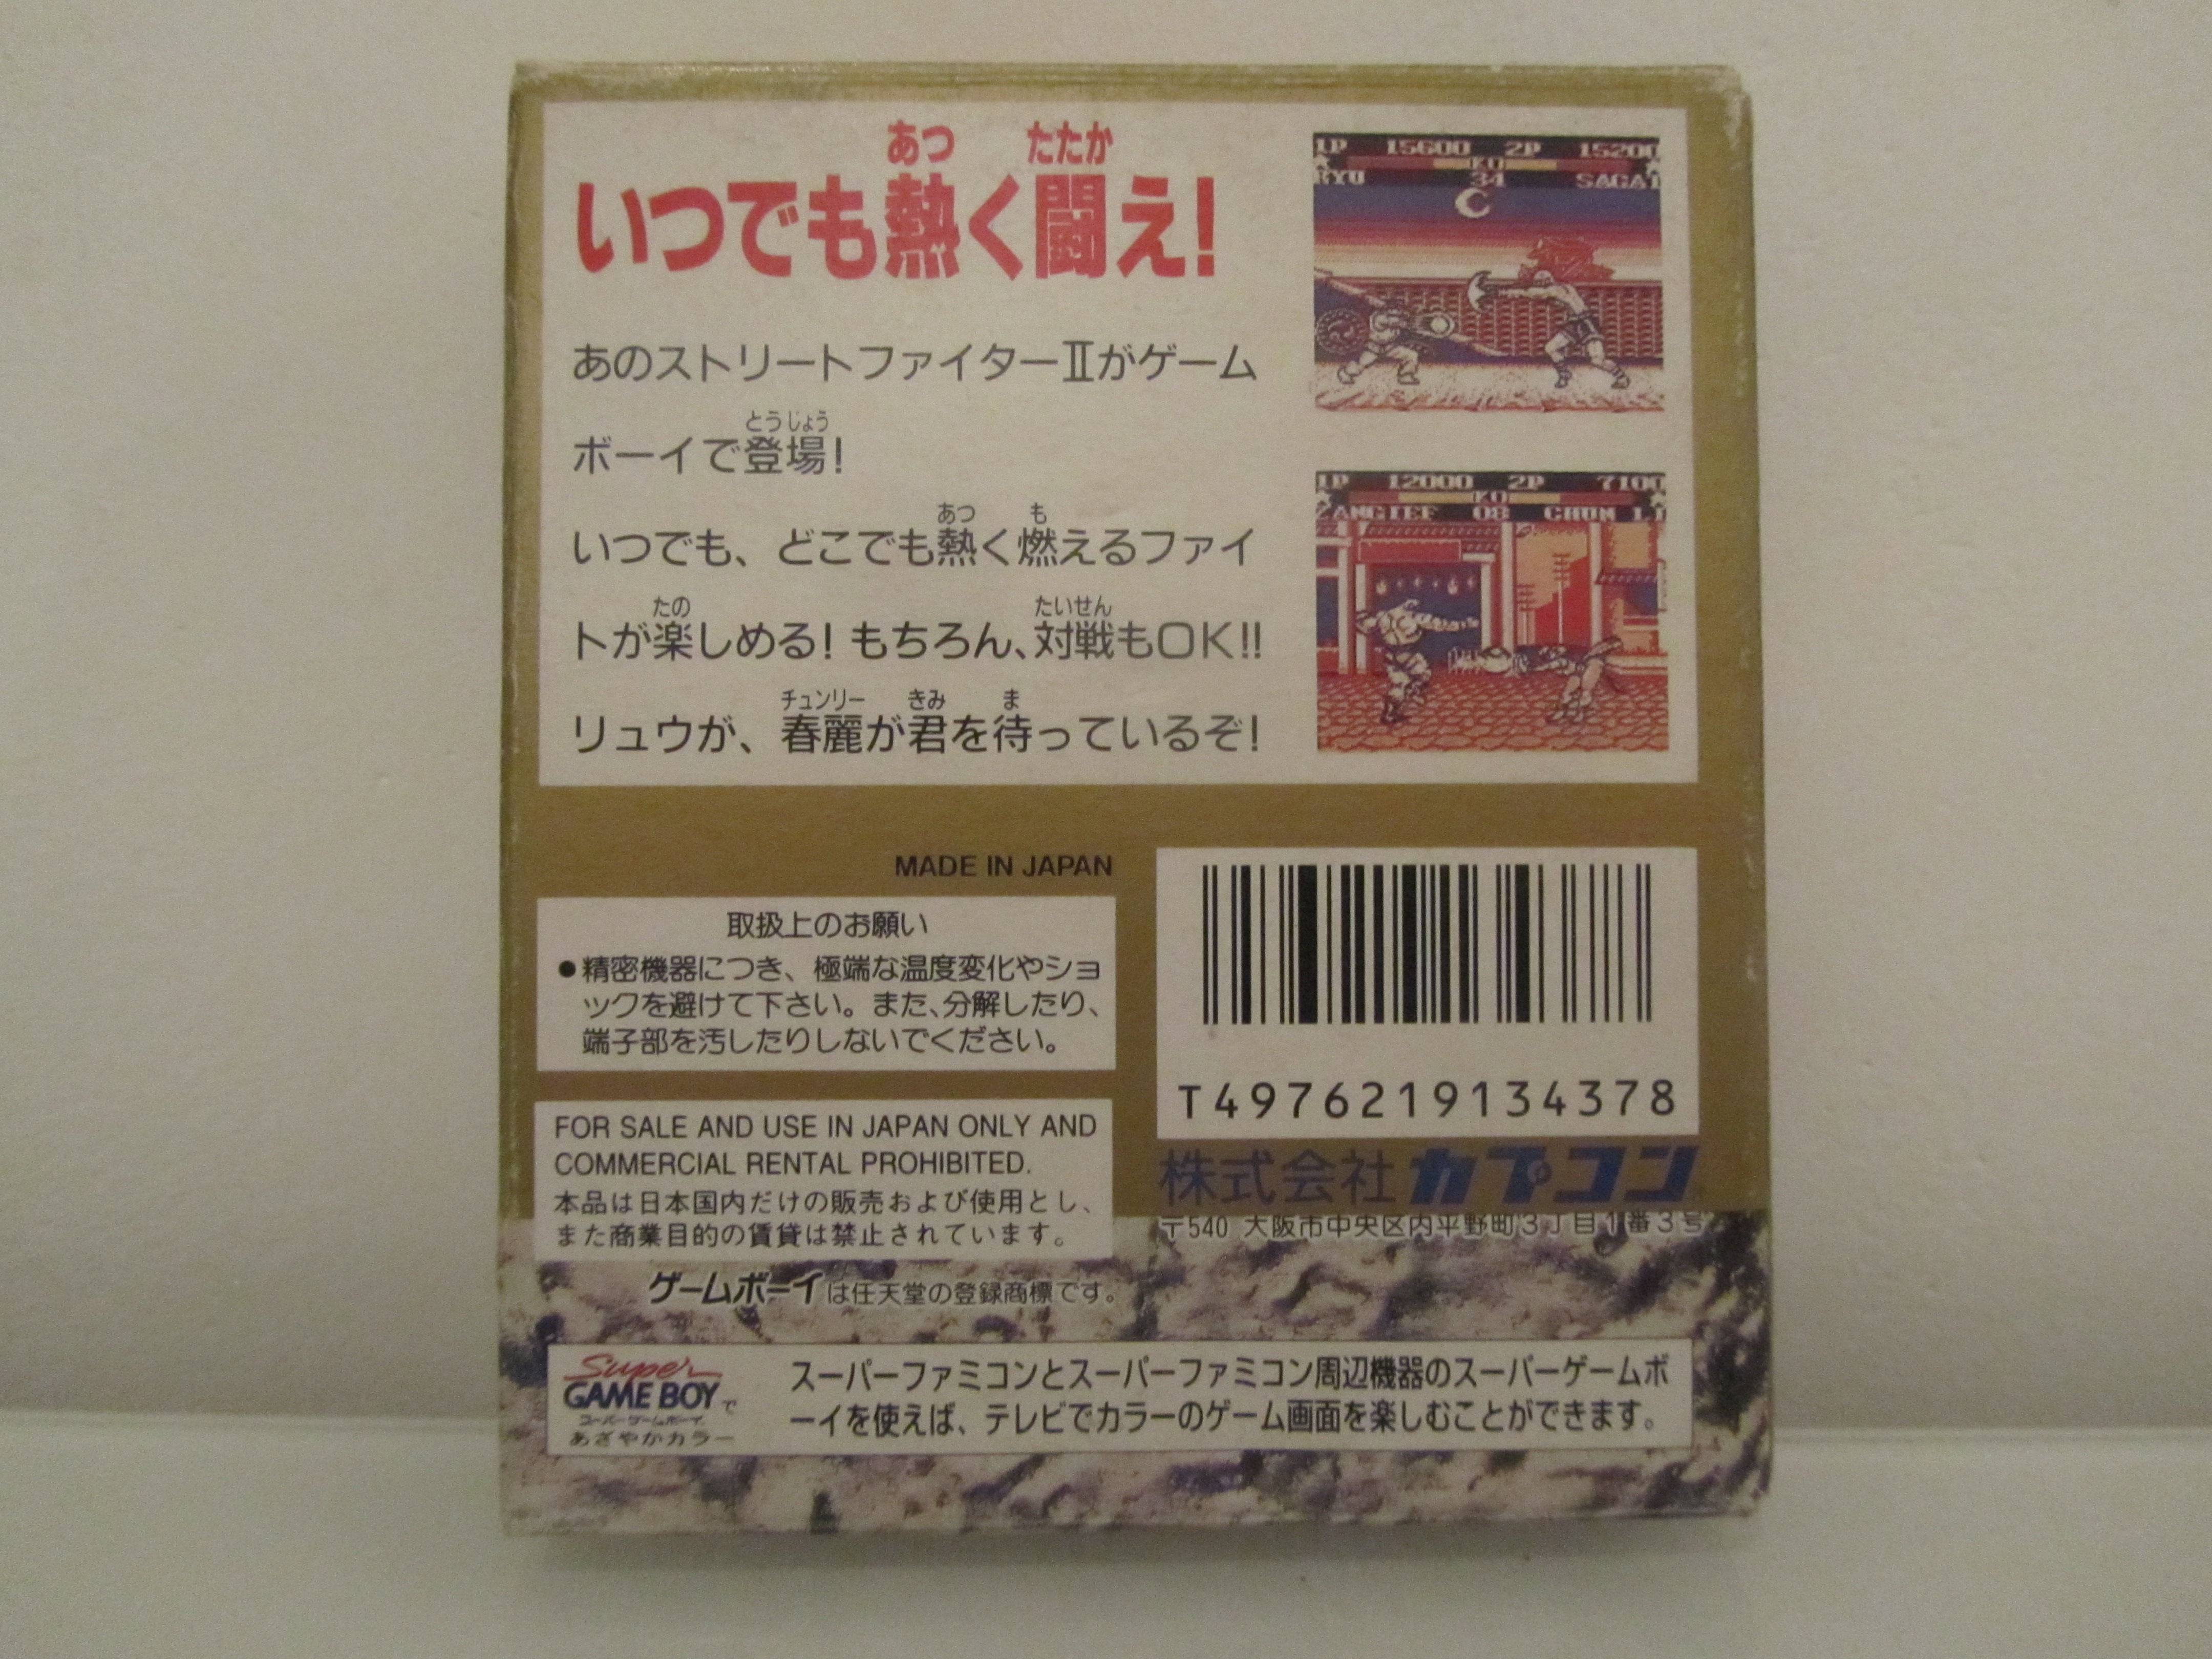 あつ たたか
いつでも熱く闘え!
あのストリートファイターⅡがゲーム
とうじょう
ボーイで登場!
あつ も
いつでも、どこでも熱く燃えるファイ
たの たいせん
トが楽しめる! もちろん、対戦もOK!!
チュンリー きみ ま
リュウが、春麗が君を待っているぞ!
1P 15600 2P 15200
KO
RYU 34 SAGAT
1P 12000 2P 7100
KO
ZANGIEF 08 CHUN LI
MADE IN JAPAN
取扱上のお願い
●精密機器につき、極端な温度変化やショ
ックを避けて下さい。また、分解したり、
端子部を汚したりしないでください。
FOR SALE AND USE IN JAPAN ONLY AND
COMMERCIAL RENTAL PROHIBITED.
本品は日本国内だけの販売および使用とし、
また商業目的の賃貸は禁止されています。
T4976219134378
株式会社カプコン
〒540 大阪市中央区内平野町3丁目1番3号
ゲームボーイは任天堂の登録商標です。
Super
GAME BOYで
スーパーゲームボーイ
あざやかカラー
スーパーファミコンとスーパーファミコン周辺機器のスーパーゲームボ
ーイを使えば、テレビでカラーのゲーム画面を楽しむことができます。